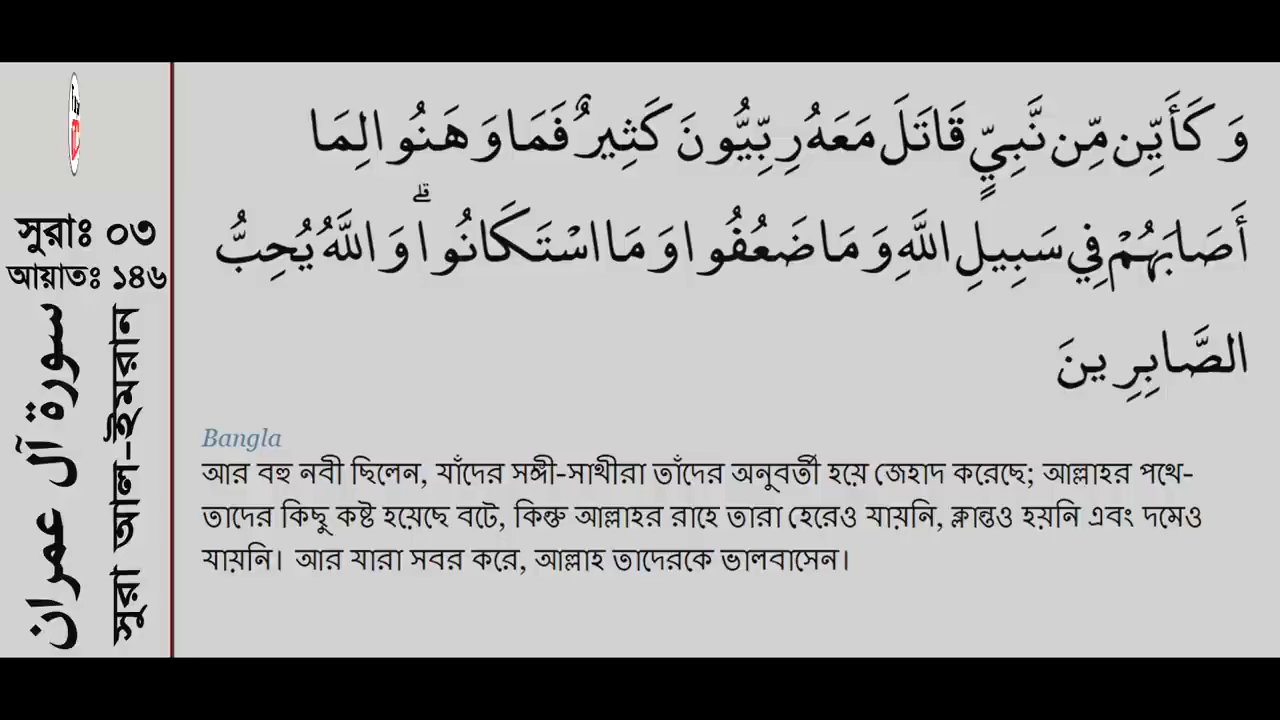 সুরাঃ ০৩
আয়াতঃ ১৪৬
سورة آل عمران
সুরা আল-ইমরান
وَكَأَيِّن مِّن نَّبِيٍّ قَاتَلَ مَعَهُ رِبِّيُّونَ كَثِيرٌ فَمَا وَهَنُوا لِمَا
أَصَابَهُمْ فِي سَبِيلِ اللَّهِ وَمَا ضَعُفُوا وَمَا اسْتَكَانُوا ۗ وَاللَّهُ يُحِبُّ
الصَّابِرِينَ
Bangla
আর বহু নবী ছিলেন, যাঁদের সঙ্গী-সাথীরা তাঁদের অনুবর্তী হয়ে জেহাদ করেছে; আল্লাহর পথে-
তাদের কিছু কষ্ট হয়েছে বটে, কিন্তু আল্লাহর রাহে তারা হেরেও যায়নি, ক্লান্তও হয়নি এবং দমেও
যায়নি। আর যারা সবর করে, আল্লাহ তাদেরকে ভালবাসেন।